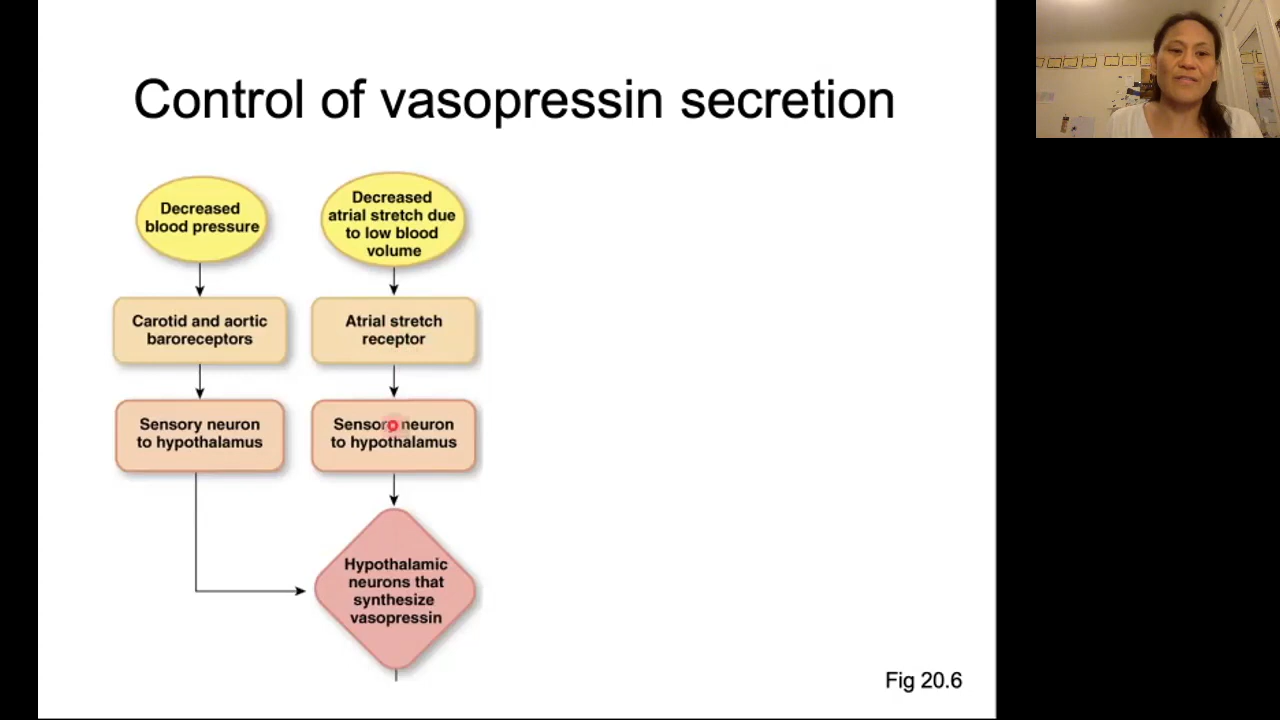 Control of vasopressin secretion
Decreased
blood pressure
Decreased
atrial stretch due
to low blood
volume
Carotid and aortic
baroreceptors
Atrial stretch
receptor
Sensory neuron
to hypothalamus
Sensory neuron
to hypothalamus
Hypothalamic
neurons that
synthesize
vasopressin
Fig 20.6